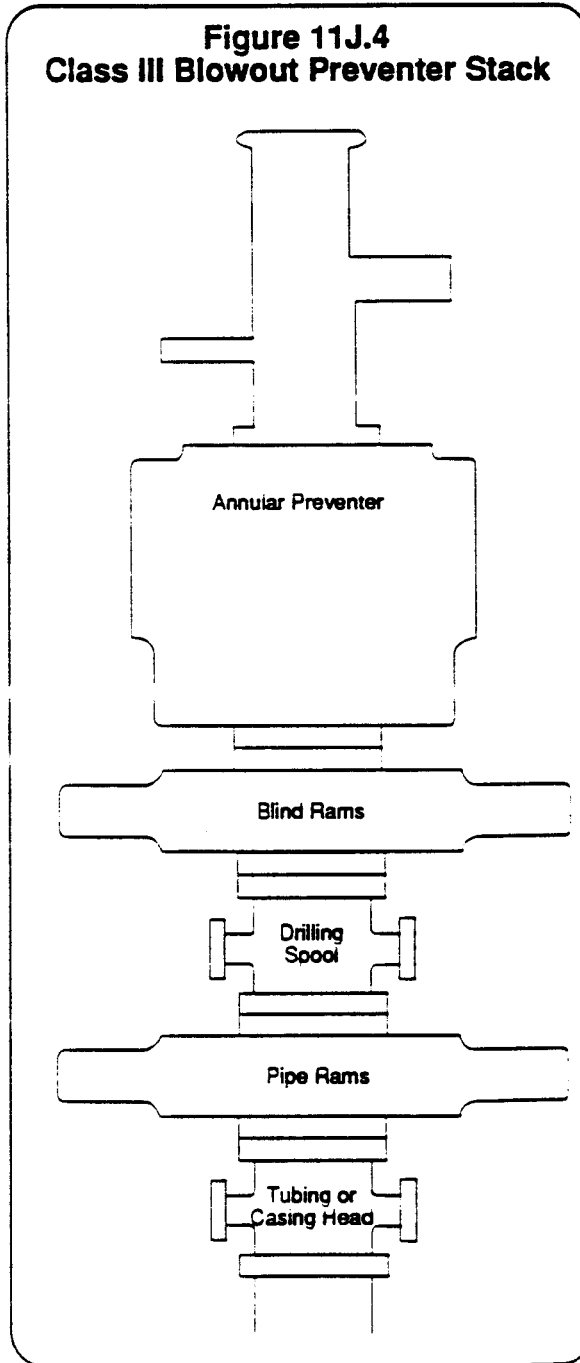 Figure 11J.4
Class III Blowout Preventer Stack
Annular Preventer
Blind Rams
Drilling
Spool
Pipe Rams
Tubing or
Casing Head